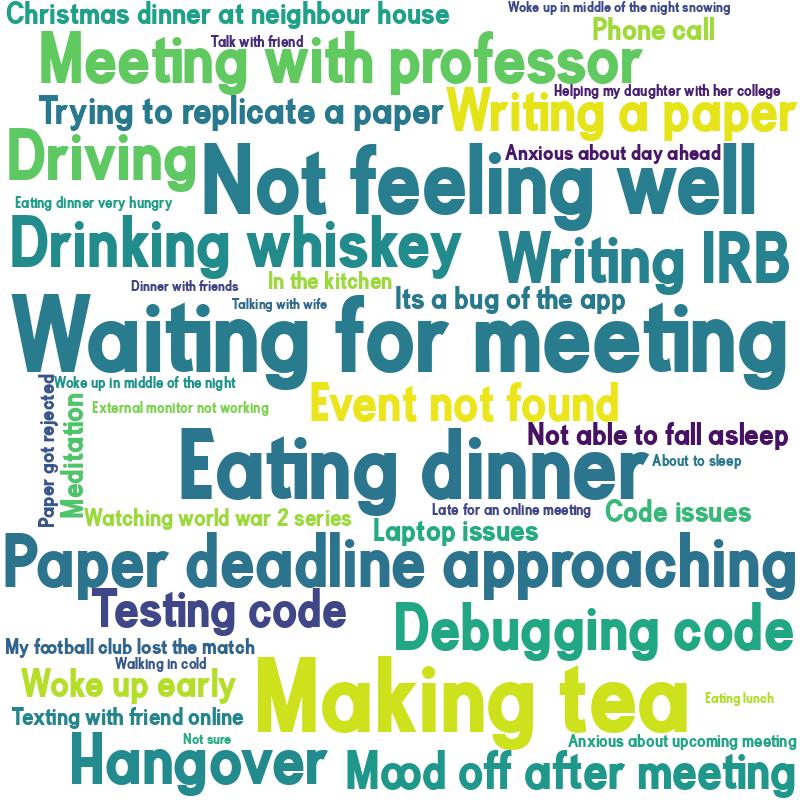 Christmas dinner at neighbour house
Woke up in middle of the night snowing
Phone call
Talk with friend
Meeting with professor
Helping my daughter with her college
Trying to replicate a paper
Writing a paper
Driving
Anxious about day ahead
Not feeling well
Eating dinner very hungry
Drinking whiskey
Writing IRB
In the kitchen
Dinner with friends
Talking with wife
Its a bug of the app
Waiting for meeting
Woke up in middle of the night
Paper got rejected
Meditation
External monitor not working
Event not found
Not able to fall asleep
Eating dinner
About to sleep
Watching world war 2 series
Late for an online meeting
Code issues
Laptop issues
Paper deadline approaching
Testing code
Debugging code
My football club lost the match
Walking in cold
Woke up early
Making tea
Eating lunch
Texting with friend online
Not sure
Anxious about upcoming meeting
Hangover
Mood off after meeting